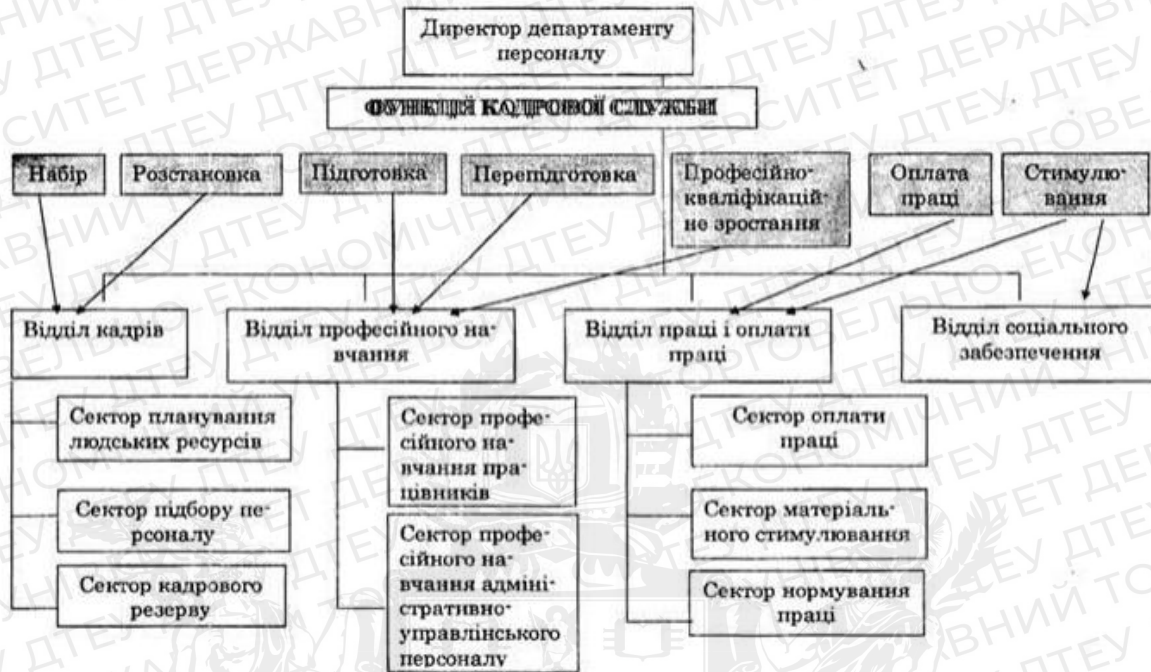 Директор департаменту
персоналу
ФУНКЦІЇ КАДРОВОЇ СЛУЖБИ
Набір
Розстановка
Підготовка
Перепідготовка
Професійно-
кваліфікацій-
не зростання
Оплата
праці
Стимулю-
вання
Відділ кадрів
Відділ професійного на-
вчання
Відділ праці і оплати
праці
Відділ соціального
забезпечення
Сектор планування
людських ресурсів
Сектор підбору пе-
рсоналу
Сектор кадрового
резерву
Сектор профе-
сійного на-
вчання пра-
цівників
Сектор профе-
сійного на-
вчання адміні-
стративно-
управлінського
персоналу
Сектор оплати
праці
Сектор матеріаль-
ного стимулювання
Сектор нормування
праці